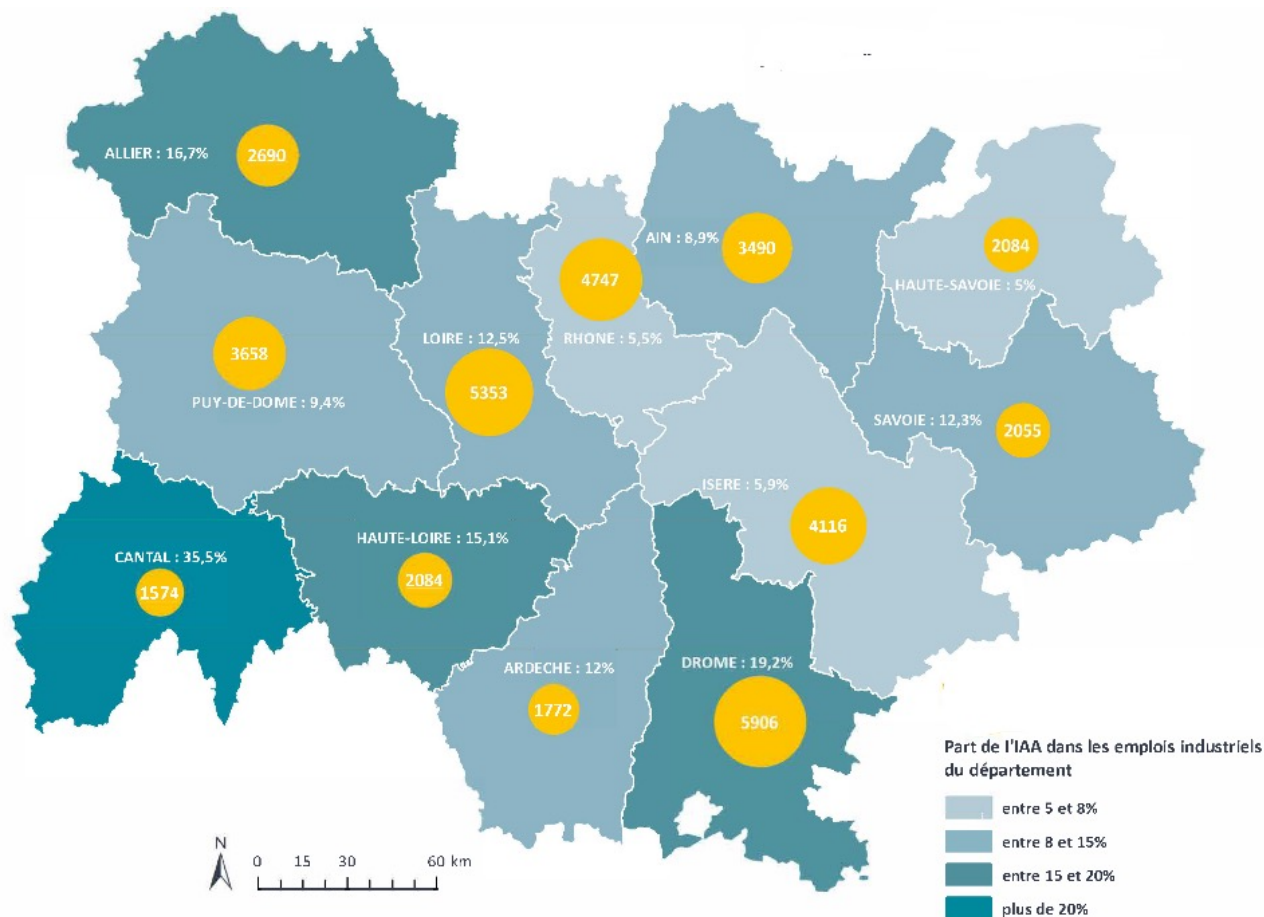 ALLIER : 16,7%
2690
AIN : 8,9%
3490
2084
HAUTE-SAVOIE : 5%
4747
RHONE : 5,5%
LOIRE : 12,5%
5353
3658
PUY-DE-DOME : 9,4%
SAVOIE : 12,3%
2055
ISERE : 5,9%
4116
HAUTE-LOIRE : 15,1%
2084
CANTAL : 35,5%
1574
ARDECHE : 12%
1772
DROME : 19,2%
5906
Part de l'IAA dans les emplois industriels
du département
entre 5 et 8%
entre 8 et 15%
entre 15 et 20%
plus de 20%
N
0 15 30 60 km